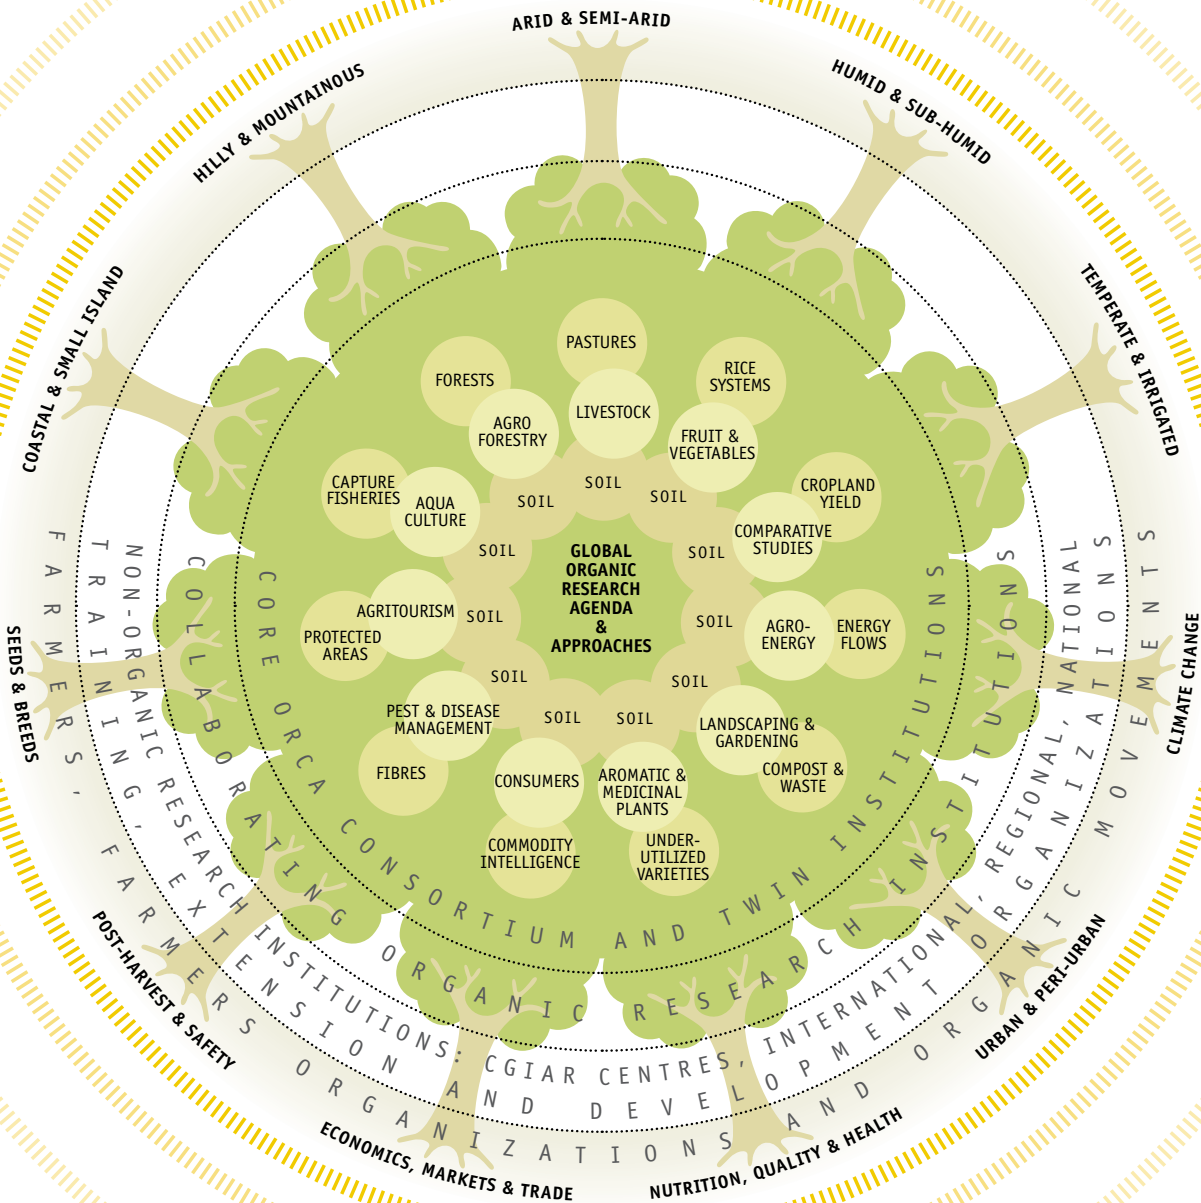 ARID & SEMI-ARID
HUMID & SUB-HUMID
TEMPERATE & IRRIGATED
CLIMATE CHANGE
URBAN & PERI-URBAN
NUTRITION, QUALITY & HEALTH
ECONOMICS, MARKETS & TRADE
POST-HARVEST & SAFETY
SEEDS & BREEDS
COASTAL & SMALL ISLAND
HILLY & MOUNTAINOUS
PASTURES
LIVESTOCK
RICE
SYSTEMS
FRUIT &
VEGETABLES
CROPLAND
YIELD
COMPARATIVE
STUDIES
ENERGY
FLOWS
AGRO-
ENERGY
LANDSCAPING &
GARDENING
COMPOST &
WASTE
AROMATIC &
MEDICINAL
PLANTS
UNDER-
UTILIZED
VARIETIES
CONSUMERS
COMMODITY
INTELLIGENCE
PEST & DISEASE
MANAGEMENT
FIBRES
AGRITOURISM
PROTECTED
AREAS
CAPTURE
FISHERIES
AQUA
CULTURE
FORESTS
AGRO
FORESTRY
SOIL
SOIL
SOIL
SOIL
SOIL
SOIL
SOIL
SOIL
SOIL
SOIL
SOIL
GLOBAL
ORGANIC
RESEARCH
AGENDA
&
APPROACHES
CORE ORCA CONSORTIUM AND TWIN INSTITUTIONS
COLLABORATING ORGANIC RESEARCH INSTITUTIONS
NON-ORGANIC RESEARCH INSTITUTIONS: CGIAR CENTRES, INTERNATIONAL, REGIONAL, NATIONAL
TRAINING, EXTENSION AND DEVELOPMENT ORGANIZATIONS
FARMERS, FARMERS ORGANIZATIONS AND ORGANIC MOVEMENTS